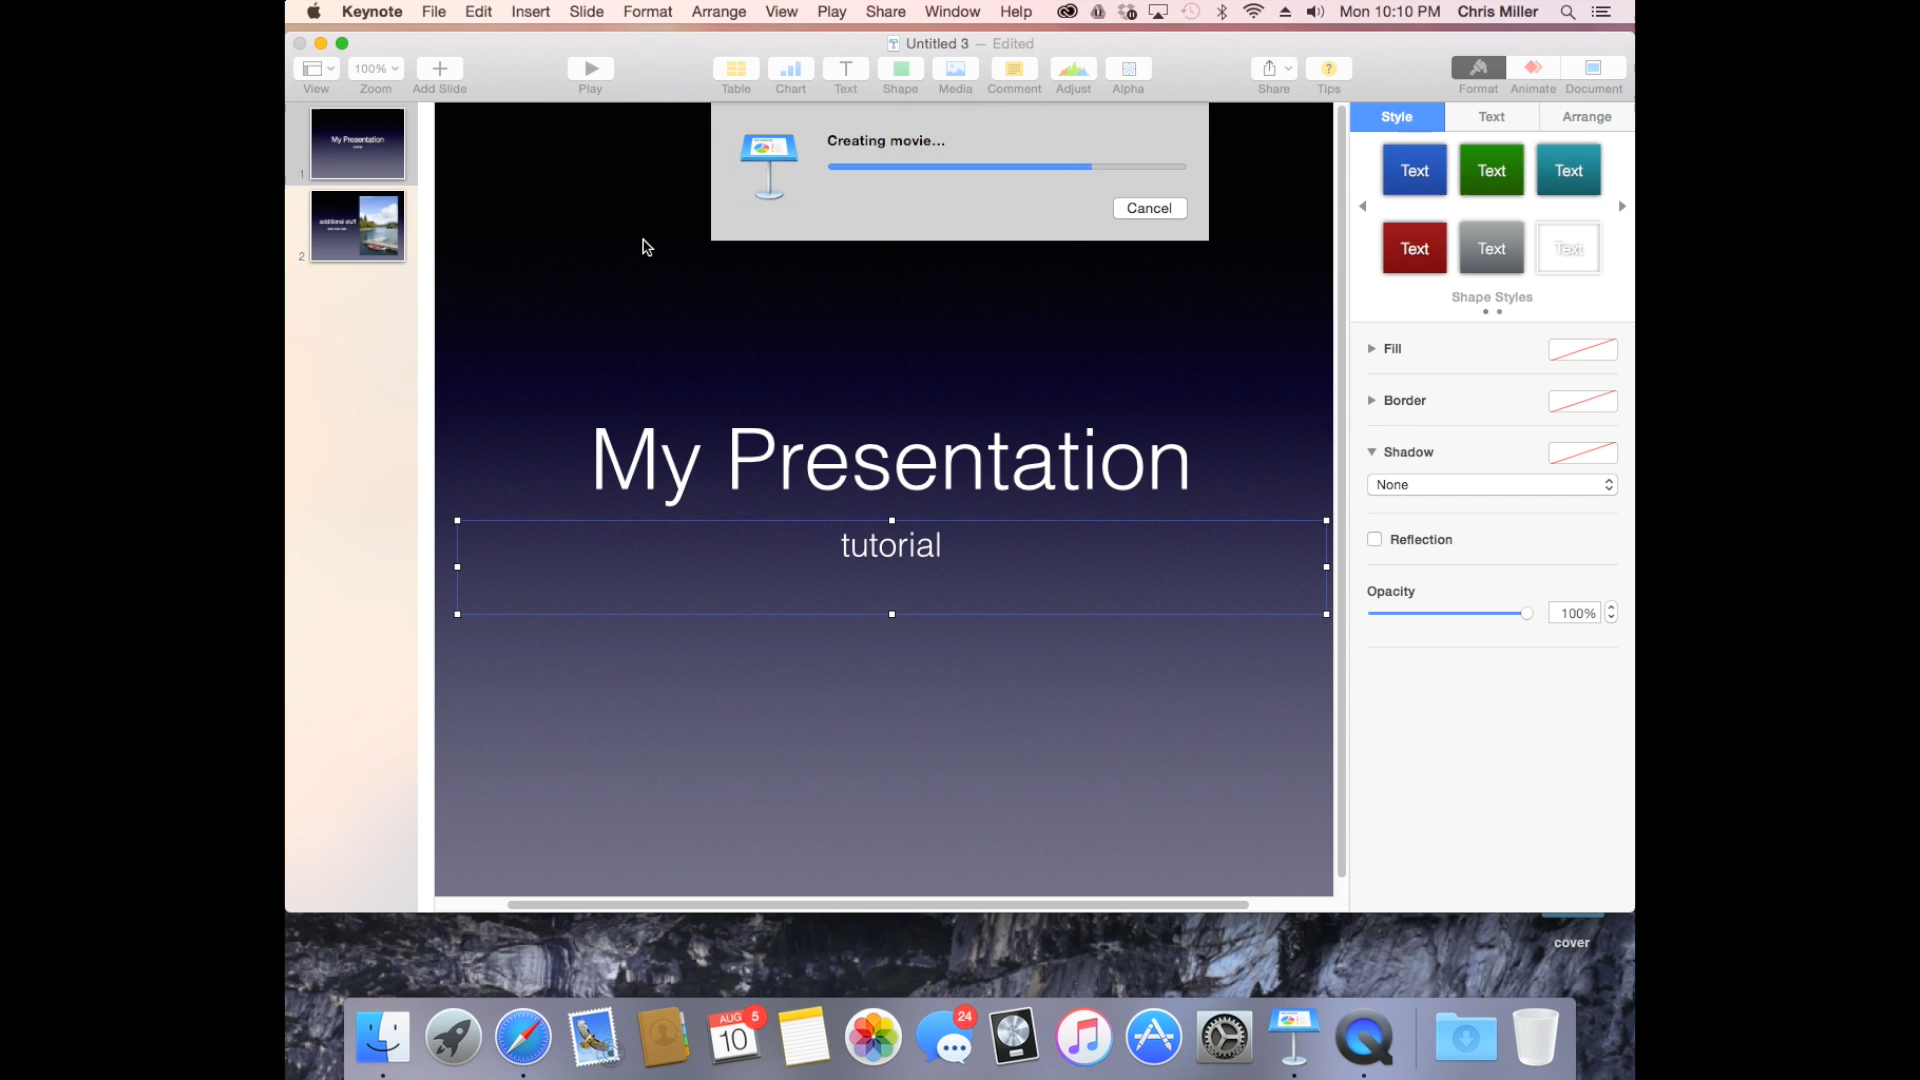 Keynote File Edit Insert Slide Format Arrange View Play Share Window Help Mon 10:10 PM Chris Miller
Untitled 3 — Edited
100%
View Zoom Add Slide Play Table Chart Text Shape Media Comment Adjust Alpha Share Tips Format Animate Document
My Presentation
1
additional stuff
2
Creating movie...
Cancel
My Presentation
tutorial
Style Text Arrange
Text Text Text
Text Text Text
Shape Styles
Fill
Border
Shadow
None
Reflection
Opacity
100%
cover
AUG 5
10
24